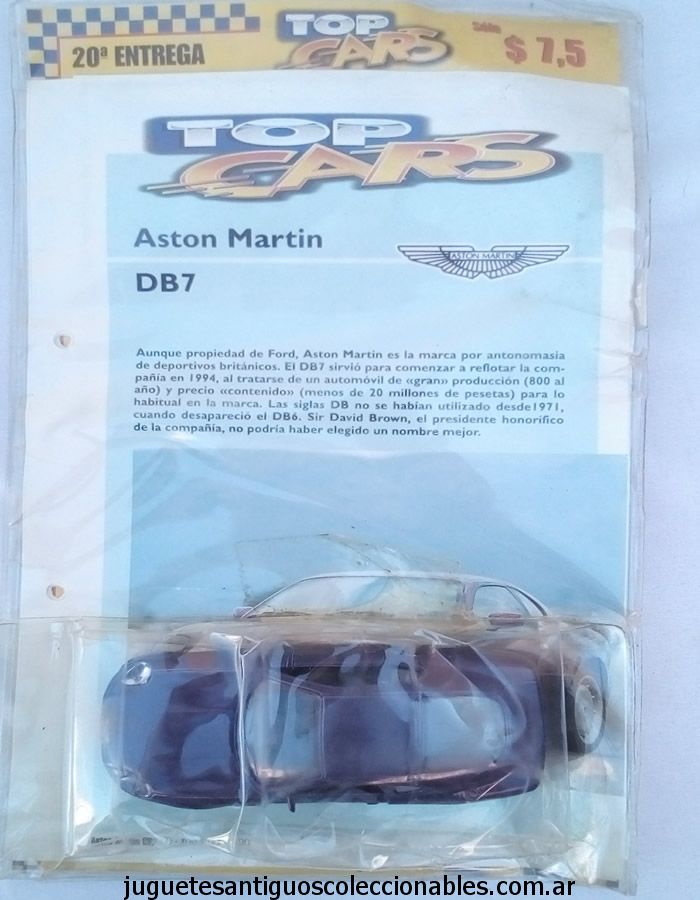 20ª ENTREGA
TOP
CARS
Sólo
$ 7,5
TOP
CARS
Aston Martin
ASTON MARTIN
DB7
Aunque propiedad de Ford, Aston Martin es la marca por antonomasia
de deportivos británicos. El DB7 sirvió para comenzar a reflotar la com-
pañía en 1994, al tratarse de un automóvil de «gran» producción (800 al
año) y precio «contenido» (menos de 20 millones de pesetas) para lo
habitual en la marca. Las siglas DB no se habían utilizado desde1971,
cuando desapareció el DB6. Sir David Brown, el presidente honorífico
de la compañía, no podría haber elegido un nombre mejor.
juguetesantiguoscoleccionables.com.ar